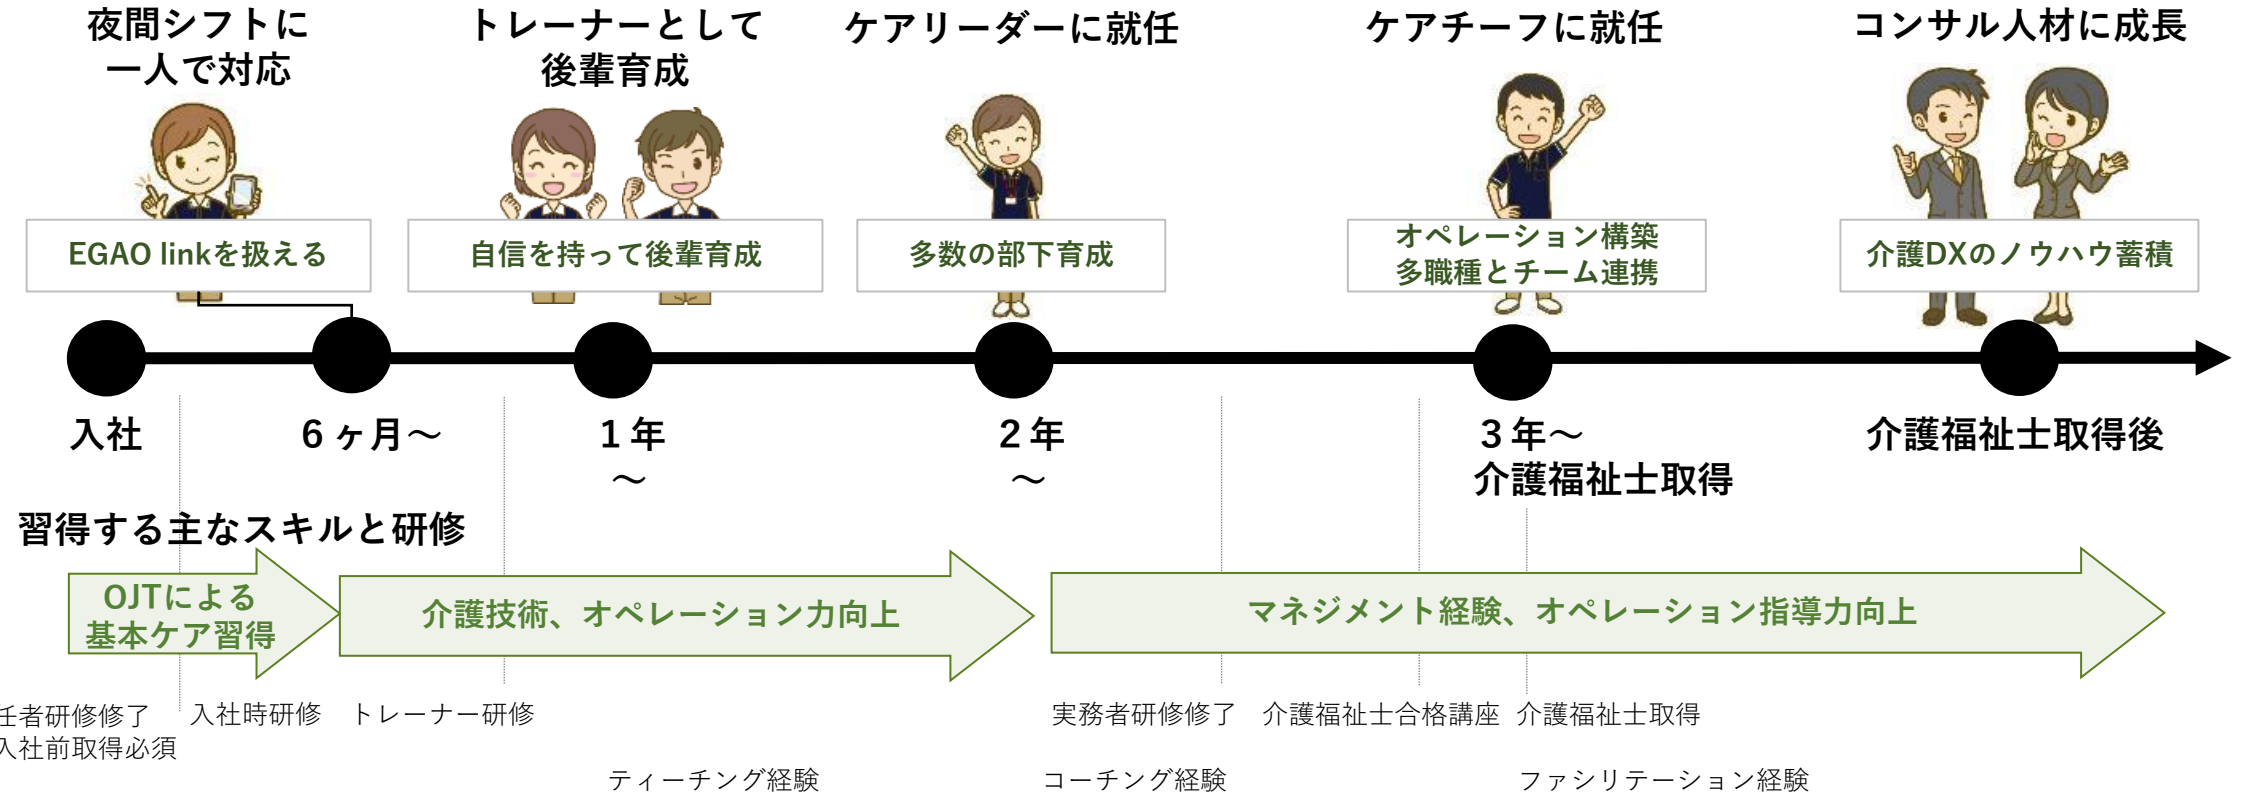 夜間シフトに
一人で対応
トレーナーとして
後輩育成
ケアリーダーに就任
ケアチーフに就任
コンサル人材に成長
EGAO linkを扱える
自信を持って後輩育成
多数の部下育成
オペレーション構築
多職種とチーム連携
介護DXのノウハウ蓄積
入社
6ヶ月～
1年
～
2年
～
3年～
介護福祉士取得
介護福祉士取得後
習得する主なスキルと研修
OJTによる
基本ケア習得
介護技術、オペレーション力向上
マネジメント経験、オペレーション指導力向上
任者研修修了
入社前取得必須
入社時研修
トレーナー研修
実務者研修修了
介護福祉士合格講座
介護福祉士取得
ティーチング経験
コーチング経験
ファシリテーション経験